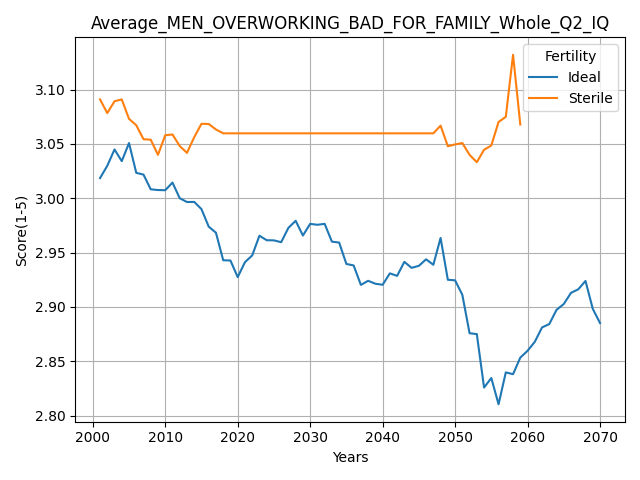 Average_MEN_OVERWORKING_BAD_FOR_FAMILY_Whole_Q2_IQ
Fertility
Ideal
Sterile
Score(1-5)
3.10
3.05
3.00
2.95
2.90
2.85
2.80
2000 2010 2020 2030 2040 2050 2060 2070
Years